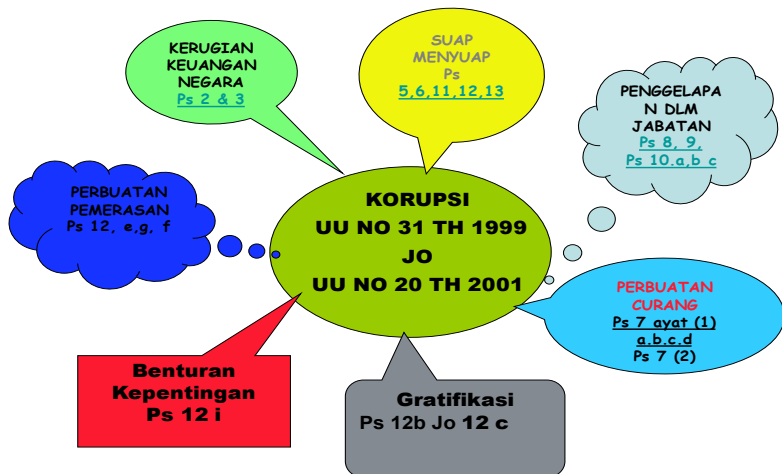 KERUGIAN
KEUANGAN
NEGARA
Ps 2 & 3
SUAP
MENYUAP
Ps
5,6,11,12,13
PENGGELAPA
N DLM
JABATAN
Ps 8, 9,
Ps 10.a,b c
PERBUATAN
PEMERASAN
Ps 12, e,g, f
KORUPSI
UU NO 31 TH 1999
JO
UU NO 20 TH 2001
PERBUATAN
CURANG
Ps 7 ayat (1)
a.b.c.d
Ps 7 (2)
Benturan
Kepentingan
Ps 12 i
Gratifikasi
Ps 12b Jo 12 c